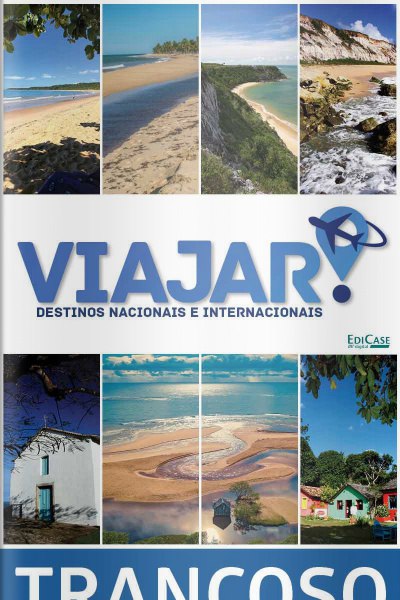 VIAJAR!
DESTINOS NACIONAIS E INTERNACIONAIS
EDICASE
TRANCOSO